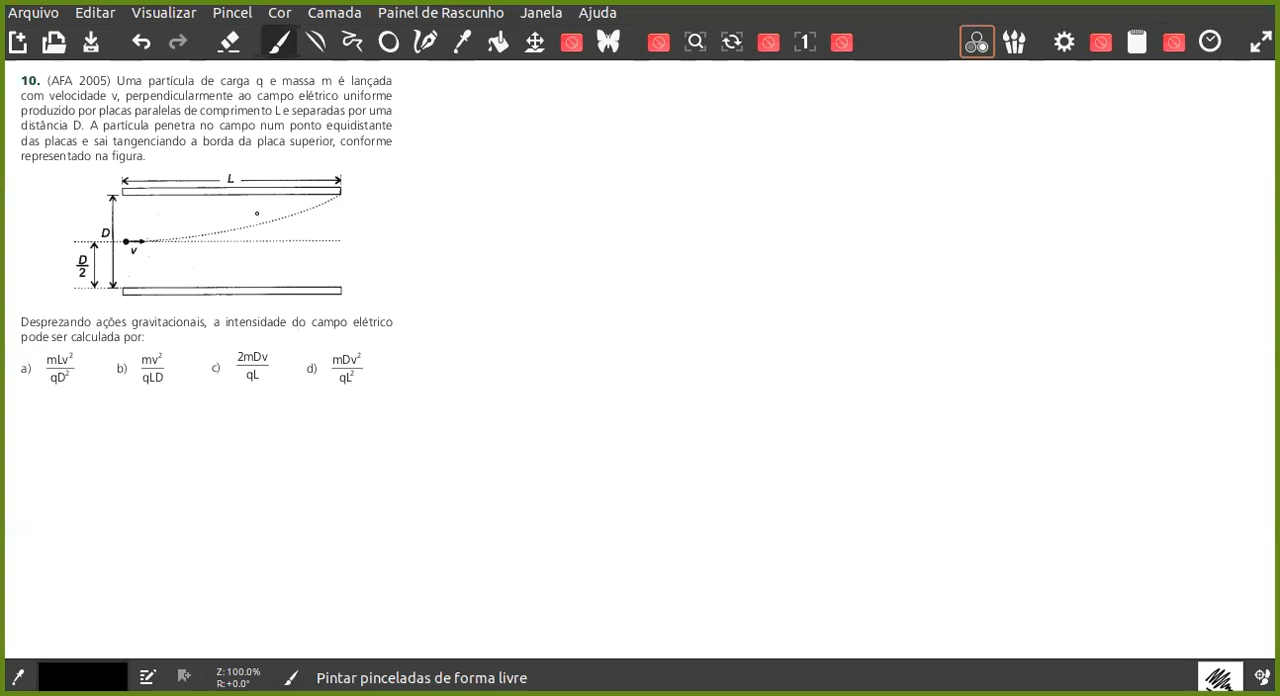 Arquivo Editar Visualizar Pincel Cor Camada Painel de Rascunho Janela Ajuda
1
10. (AFA 2005) Uma partícula de carga q e massa m é lançada
com velocidade v, perpendicularmente ao campo elétrico uniforme
produzido por placas paralelas de comprimento L e separadas por uma
distância D. A partícula penetra no campo num ponto equidistante
das placas e sai tangenciando a borda da placa superior, conforme
representado na figura.
L
D
v
D/2
Desprezando ações gravitacionais, a intensidade do campo elétrico
pode ser calculada por:
a) mLv²/qD² b) mv²/qLD c) 2mDv/qL d) mDv²/qL²
Z: 100.0%
R: +0.0°
Pintar pinceladas de forma livre